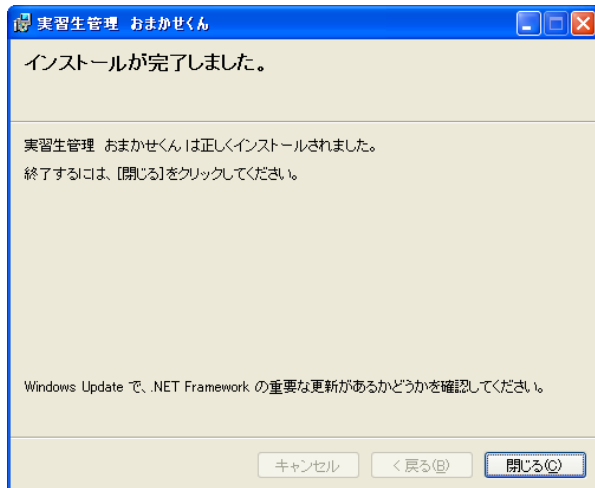 実習生管理 おまかせくん
インストールが完了しました。
実習生管理 おまかせくん は正しくインストールされました。
終了するには、[閉じる]をクリックしてください。
Windows Update で、.NET Framework の重要な更新があるかどうかを確認してください。
キャンセル
< 戻る(B)
閉じる(C)